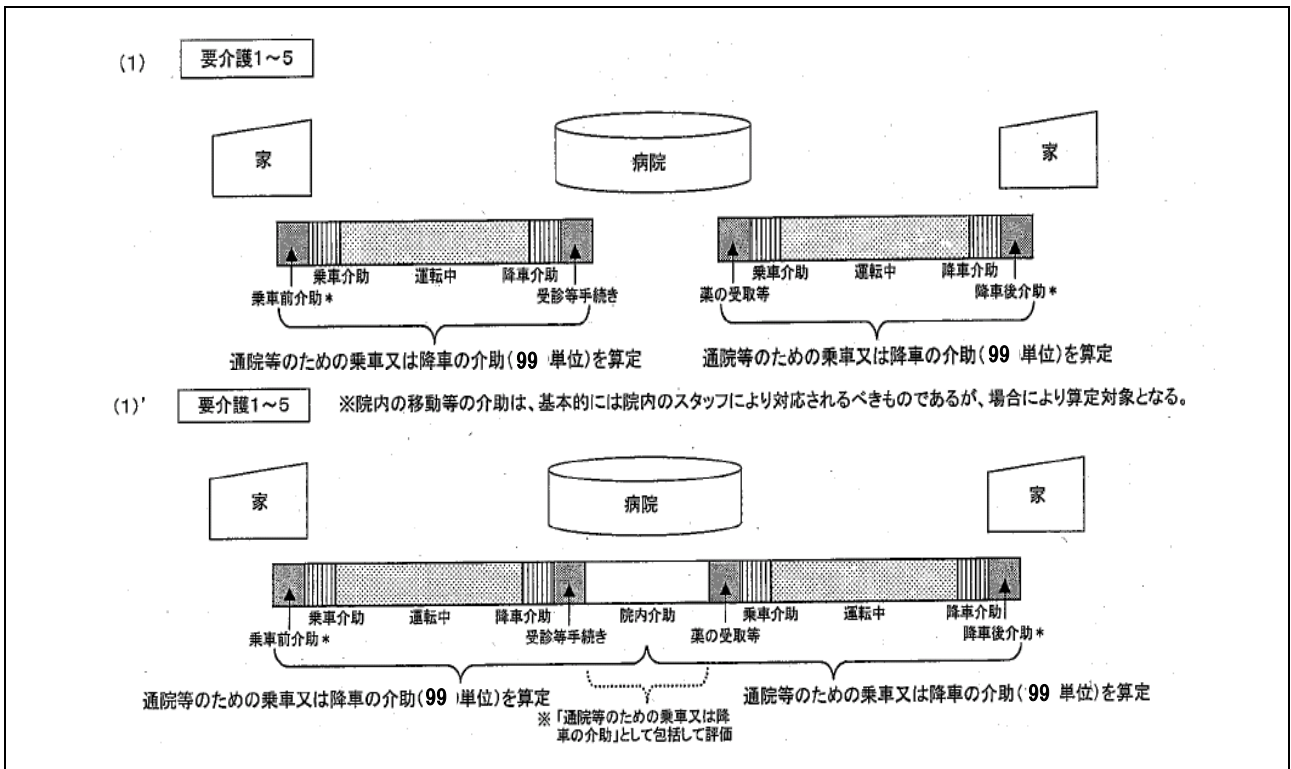 (1) 要介護1~5
家 病院 家
乗車介助 運転中 降車介助 乗車介助 運転中 降車介助
乗車前介助* 受診等手続き 薬の受取等 降車後介助*
通院等のための乗車又は降車の介助(99 単位)を算定 通院等のための乗車又は降車の介助(99 単位)を算定
(1)' 要介護1~5 ※院内の移動等の介助は、基本的には院内のスタッフにより対応されるべきものであるが、場合により算定対象となる。
家 病院 家
乗車介助 運転中 降車介助 院内介助 乗車介助 運転中 降車介助
乗車前介助* 受診等手続き 薬の受取等 降車後介助*
通院等のための乗車又は降車の介助(99 単位)を算定 通院等のための乗車又は降車の介助(99 単位)を算定
※「通院等のための乗車又は降
車の介助」として包括して評価